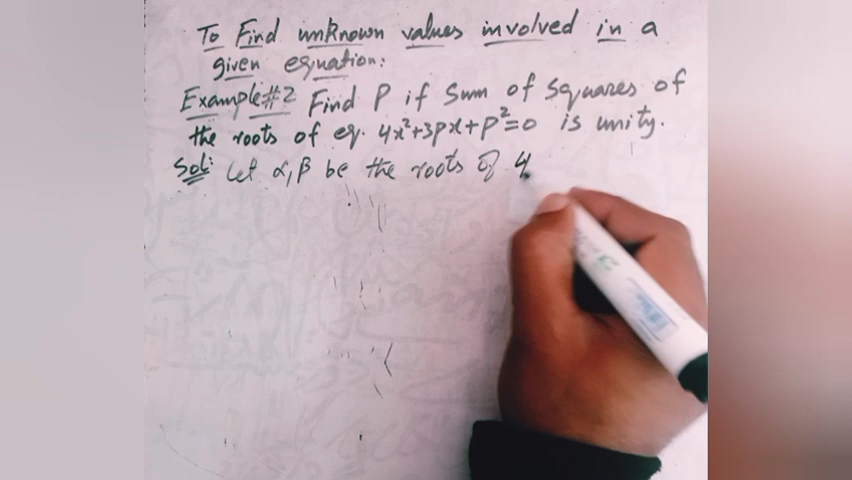 To Find unknown values involved in a
given equation:
Example#2 Find P if Sum of Squares of
the roots of eq. 4x²+3px+p²=0 is unity.
Sol: Let α,β be the roots of 4